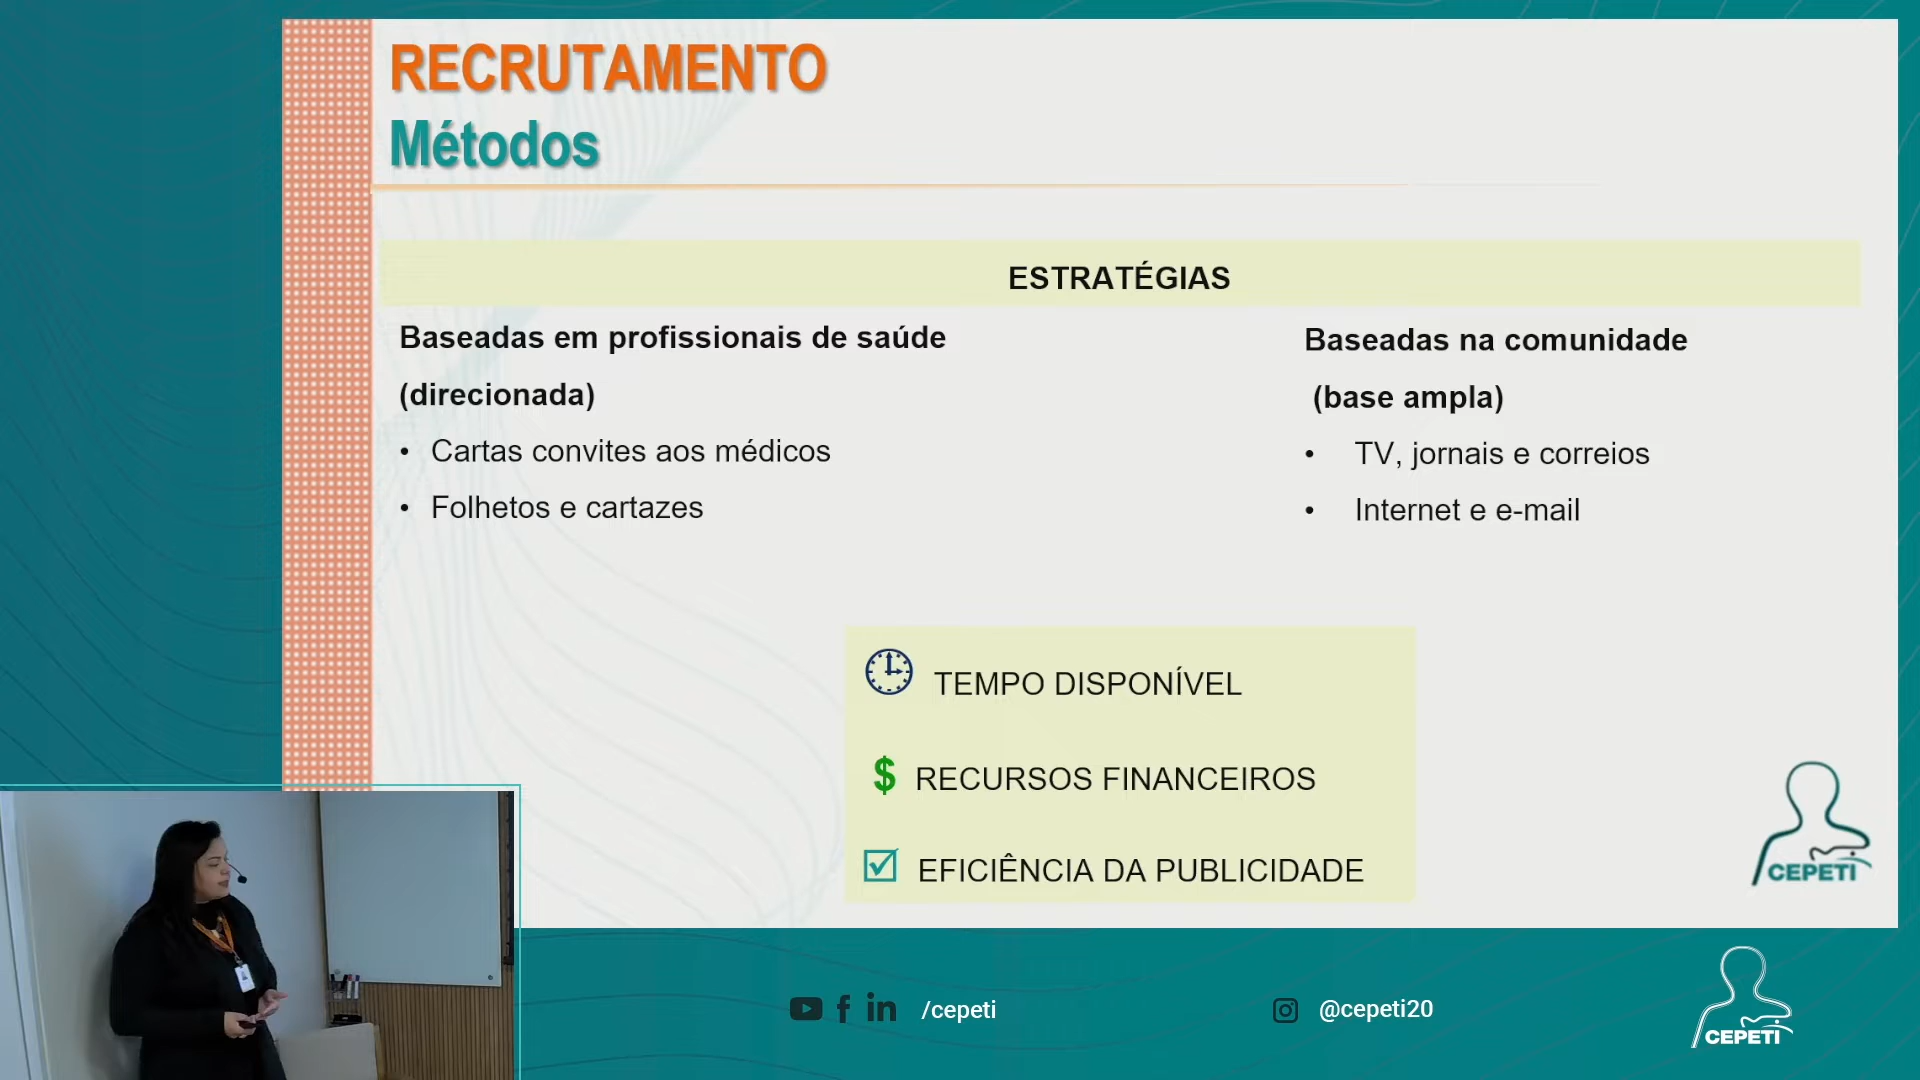 RECRUTAMENTO
Métodos
ESTRATÉGIAS
Baseadas em profissionais de saúde
(direcionada)
• Cartas convites aos médicos
• Folhetos e cartazes
Baseadas na comunidade
(base ampla)
• TV, jornais e correios
• Internet e e-mail
TEMPO DISPONÍVEL
$ RECURSOS FINANCEIROS
EFICIÊNCIA DA PUBLICIDADE
CEPETI
/cepeti
@cepeti20
CEPETI